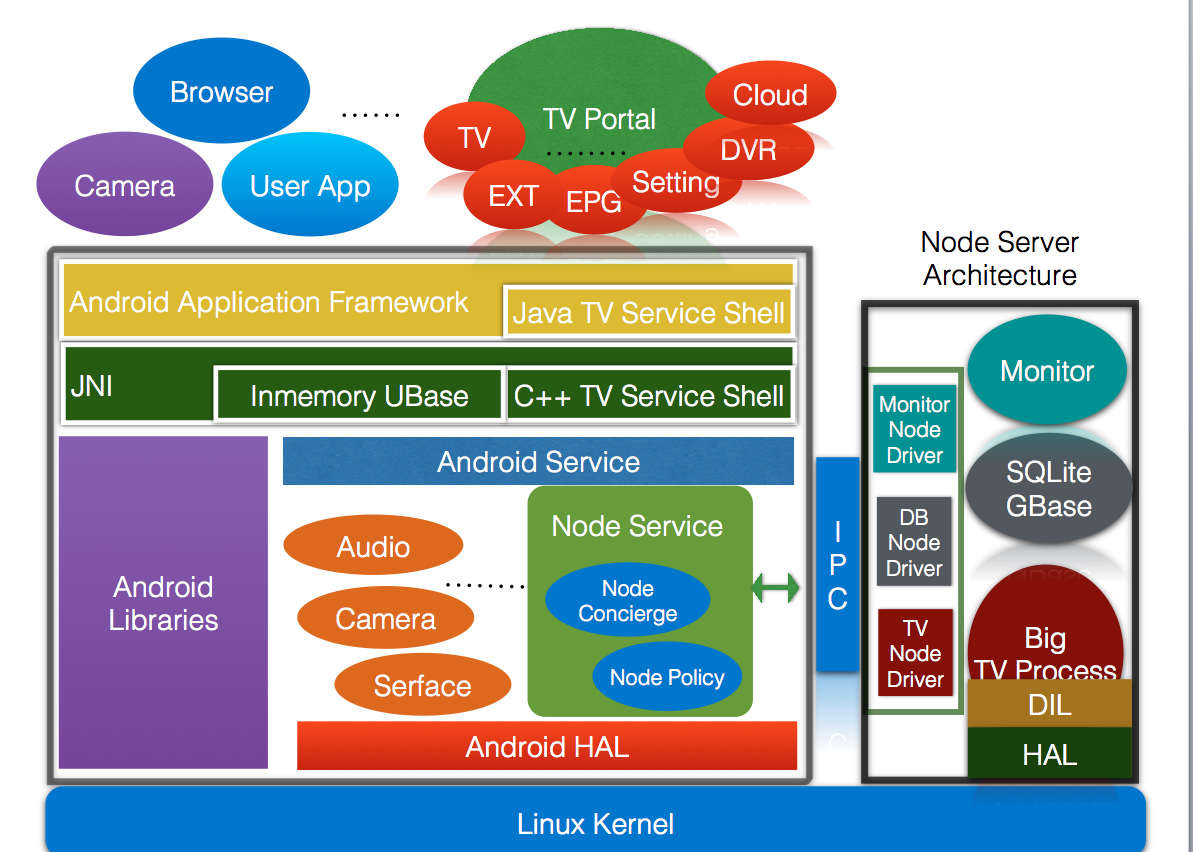 Browser
Camera
User App
......
TV Portal
........
TV
EXT
EPG
Setting
DVR
Cloud
Node Server
Architecture
Android Application Framework
Java TV Service Shell
JNI
Inmemory UBase
C++ TV Service Shell
Android Libraries
Android Service
Audio
Camera
Serface
Node Service
Node
Concierge
Node Policy
Android HAL
I
P
C
Monitor
Node
Driver
DB
Node
Driver
TV
Node
Driver
Monitor
SQLite
GBase
Big
TV Process
DIL
HAL
Linux Kernel